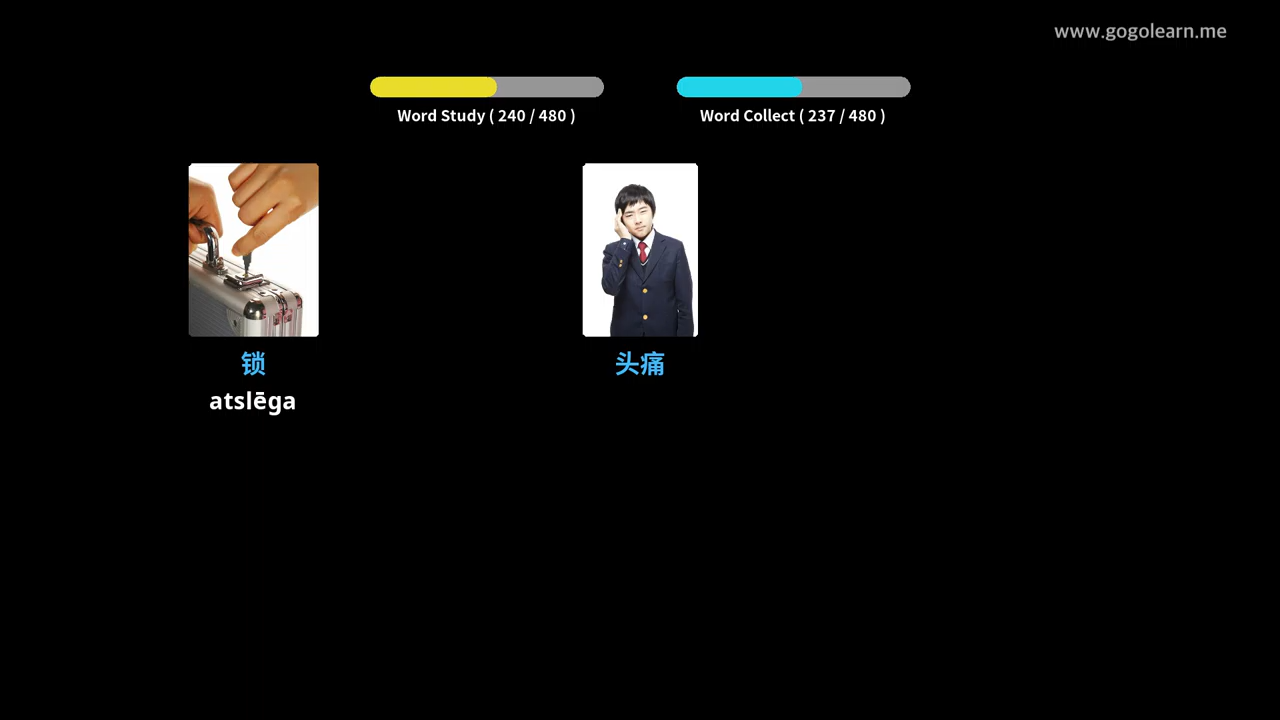 www.gogolearn.me
Word Study ( 240 / 480 )
Word Collect ( 237 / 480 )
锁
atslēga
头痛